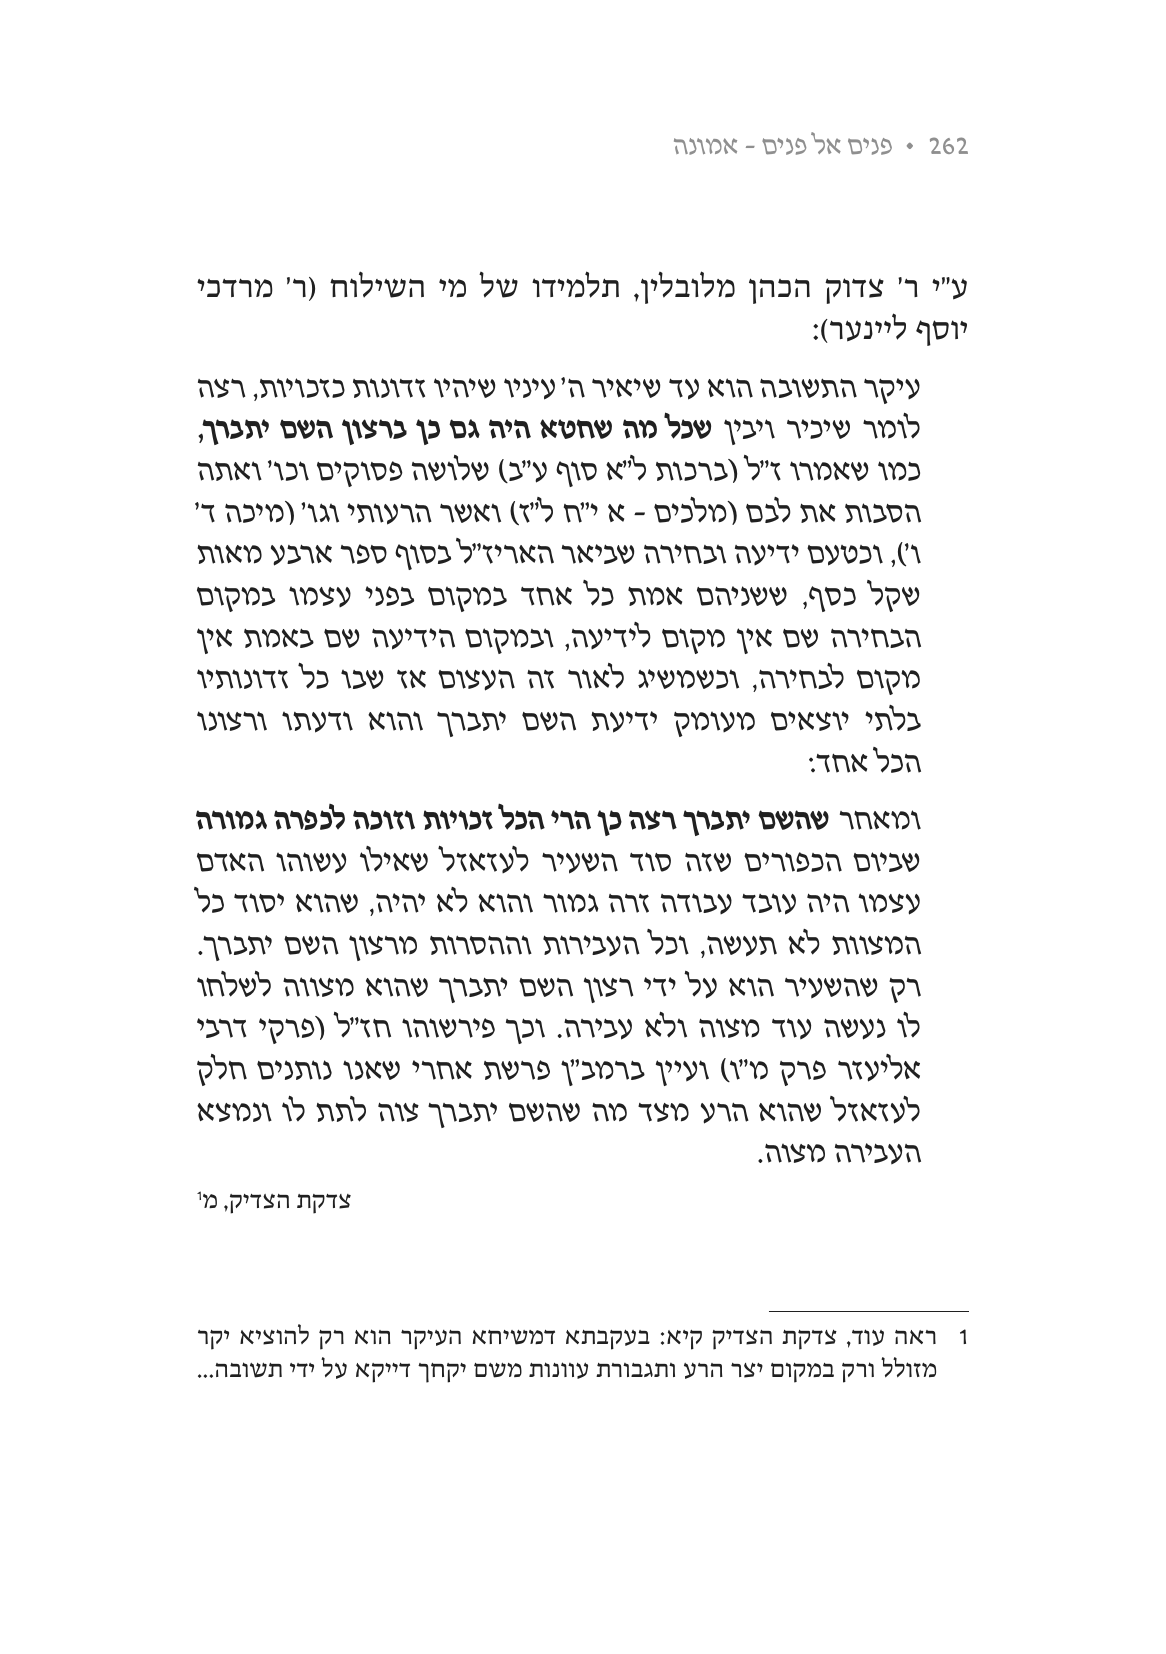 262 • פנים אל פנים – אמונה
ע"י ר' צדוק הכהן מלובלין, תלמידו של מי השילוח (ר' מרדכי
יוסף ליינער):
עיקר התשובה הוא עד שיאיר ה' עיניו שיהיו זדונות כזכויות, רצה
לומר שיכיר ויבין שכל מה שחטא היה גם כן ברצון השם יתברך,
כמו שאמרו ז"ל (ברכות ל"א סוף ע"ב) שלושה פסוקים וכו' ואתה
הסבות את לבם (מלכים – א י"ח ל"ז) ואשר הרעותי וגו' (מיכה ד'
ו'), וכטעם ידיעה ובחירה שביאר האריז"ל בסוף ספר ארבע מאות
שקל כסף, ששניהם אמת כל אחד במקום בפני עצמו במקום
הבחירה שם אין מקום לידיעה, ובמקום הידיעה שם באמת אין
מקום לבחירה, וכשמשיג לאור זה העצום אז שבו כל זדונותיו
בלתי יוצאים מעומק ידיעת השם יתברך והוא ודעתו ורצונו
הכל אחד:
ומאחר שהשם יתברך רצה כן הרי הכל זכויות וזוכה לכפרה גמורה
שביום הכפורים שזה סוד השעיר לעזאזל שאילו עשוהו האדם
עצמו היה עובד עבודה זרה גמור והוא לא יהיה, שהוא יסוד כל
המצוות לא תעשה, וכל העבירות וההסרות מרצון השם יתברך.
רק שהשעיר הוא על ידי רצון השם יתברך שהוא מצווה לשלחו
לו נעשה עוד מצוה ולא עבירה. וכך פירשוהו חז"ל (פרקי דרבי
אליעזר פרק מ"ו) ועיין ברמב"ן פרשת אחרי שאנו נותנים חלק
לעזאזל שהוא הרע מצד מה שהשם יתברך צוה לתת לו ונמצא
העבירה מצוה.
צדקת הצדיק, מ1
1 ראה עוד, צדקת הצדיק קיא: בעקבתא דמשיחא העיקר הוא רק להוציא יקר
מזולל ורק במקום יצר הרע ותגבורת עוונות משם יקחך דייקא על ידי תשובה...